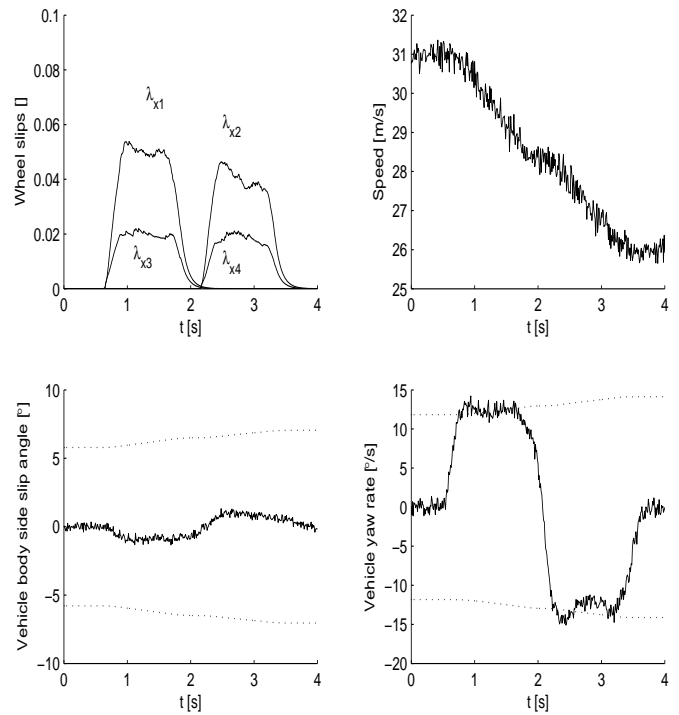 0.1
0.08
0.06
0.04
0.02
0
Wheel slips []
λx1
λx2
λx3
λx4
0 1 2 3 4
t [s]
32
31
30
29
28
27
26
25
Speed [m/s]
0 1 2 3 4
t [s]
10
5
0
−5
−10
Vehicle body side slip angle [°]
0 1 2 3 4
t [s]
15
10
5
0
−5
−10
−15
−20
Vehicle yaw rate [°/s]
0 1 2 3 4
t [s]